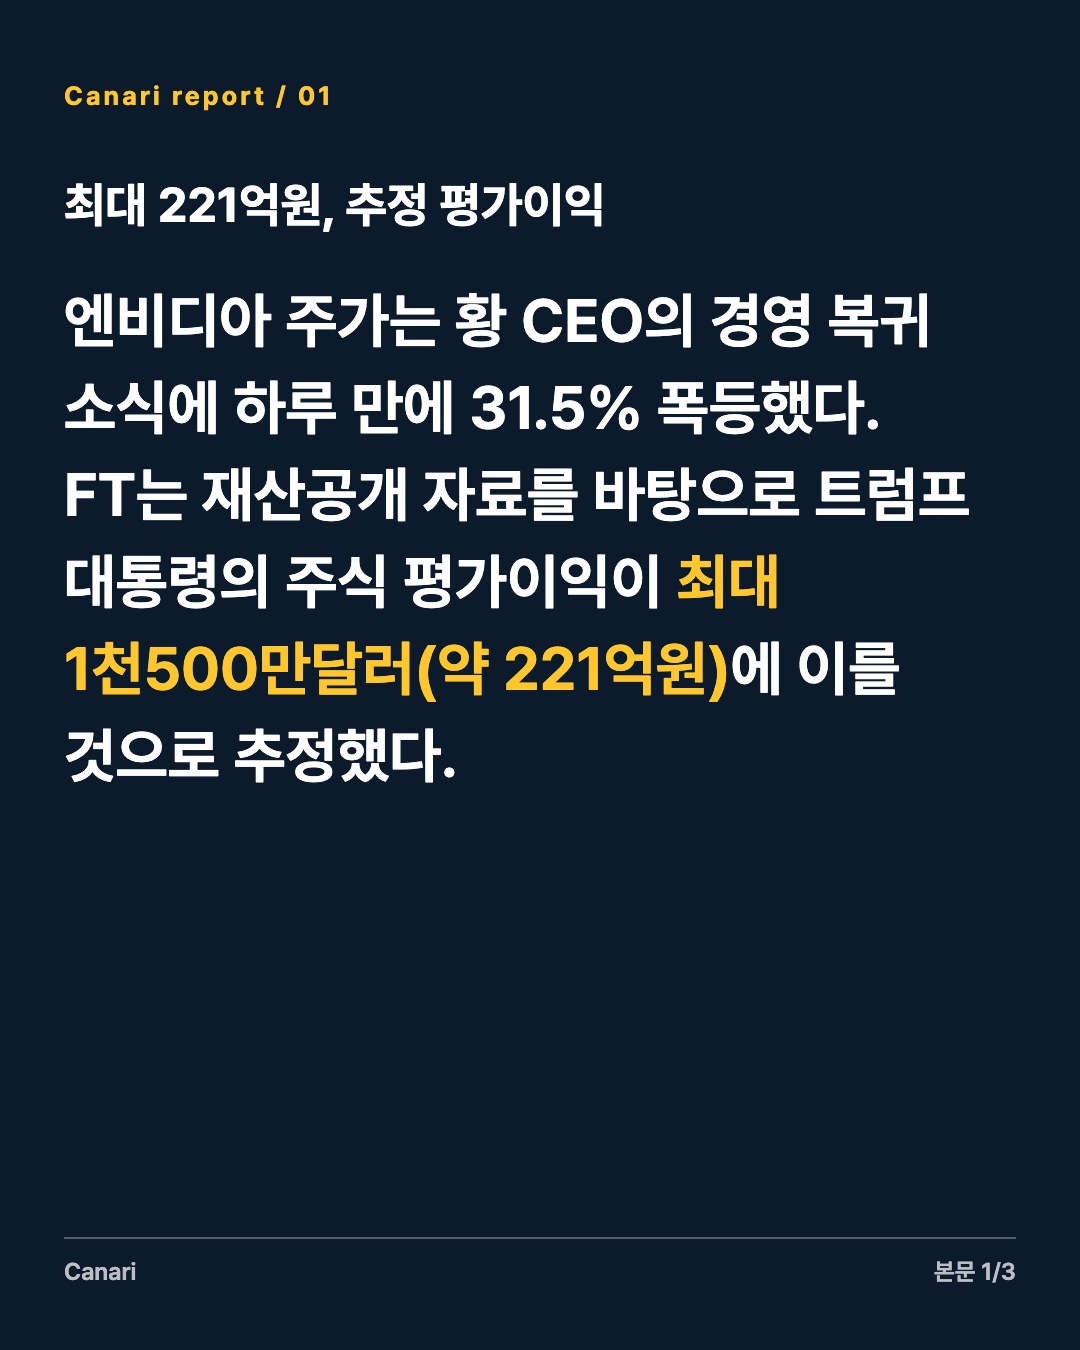 Canari report / 01
최대 221억원, 추정 평가이익
엔비디아 주가는 황 CEO의 경영 복귀
소식에 하루 만에 31.5% 폭등했다.
FT는 재산공개 자료를 바탕으로 트럼프
대통령의 주식 평가이익이 최대
1천500만달러(약 221억원)에 이를
것으로 추정했다.
Canari
본문 1/3